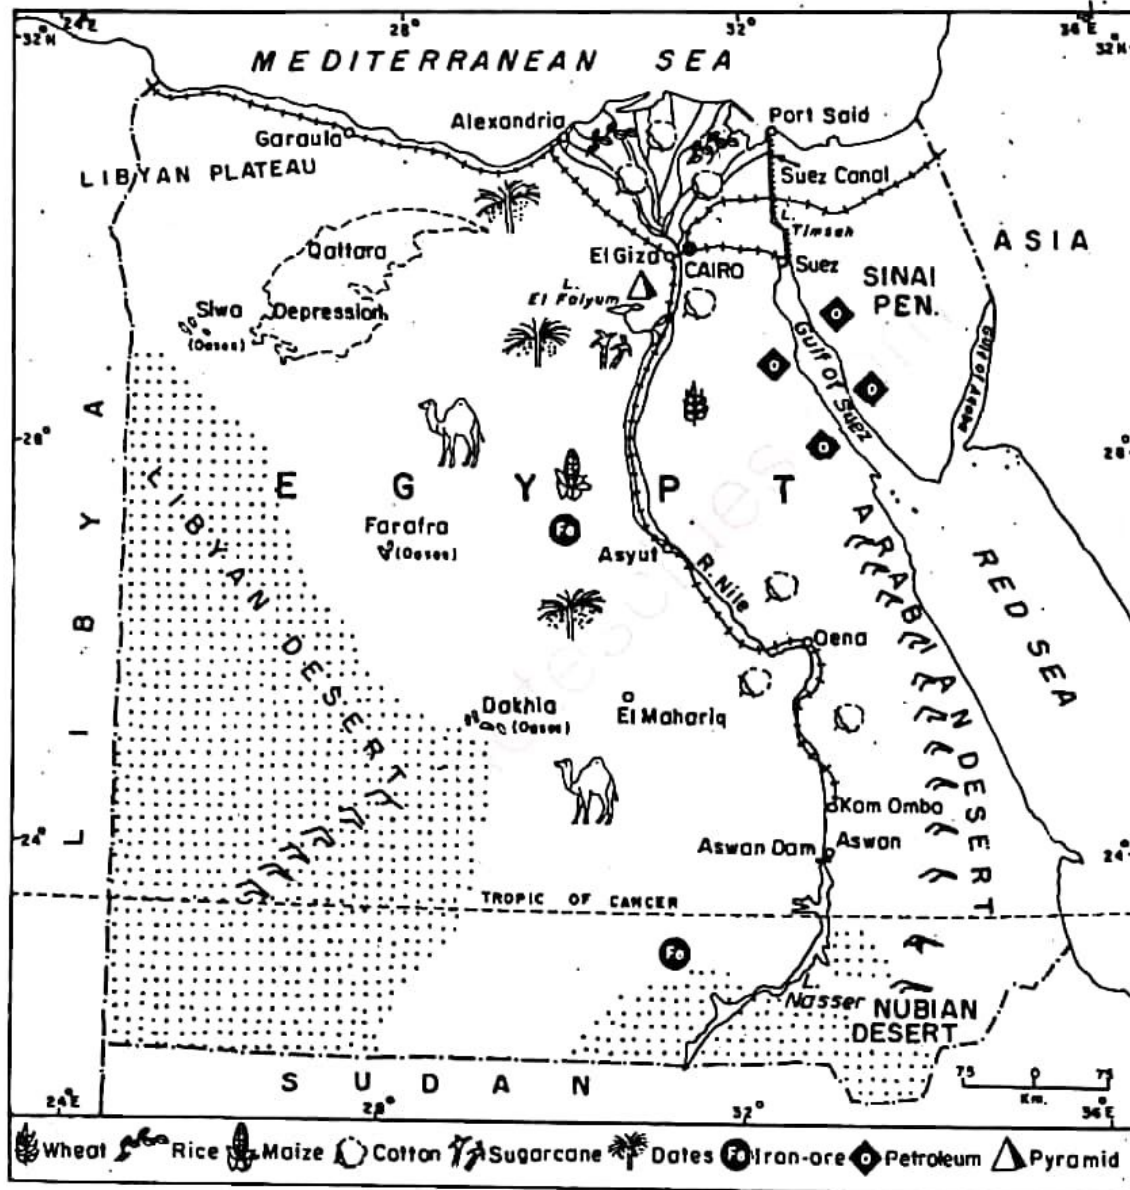 24°E 28° 32° 34°E
32°N 32°N
MEDITERRANEAN SEA
Alexandria
Port Said
Garaula
LIBYAN PLATEAU
Suez Canal
L.
Timsah
ASIA
Qattara
Depression
El Giza
CAIRO
Suez
SINAI
PEN.
L.
El Faiyum
Siwa
(Oases)
Gulf of Suez
Gulf of Aqaba
28° 28°
EGYPT
LIBYA
LIBYAN DESERT
Farafra
(Oases)
Fe
Asyut
R. Nile
ARABIAN DESERT
RED SEA
Qena
Dakhla
(Oases)
El Mahariq
Kom Ombo
Aswan Dam
Aswan
24° 24°
TROPIC OF CANCER
Fe
L.
Nasser
NUBIAN
DESERT
SUDAN
75 0 75
Km.
24°E 28° 32° 36°E
Wheat Rice Maize Cotton Sugarcane Dates Fe Iron-ore Petroleum Pyramid